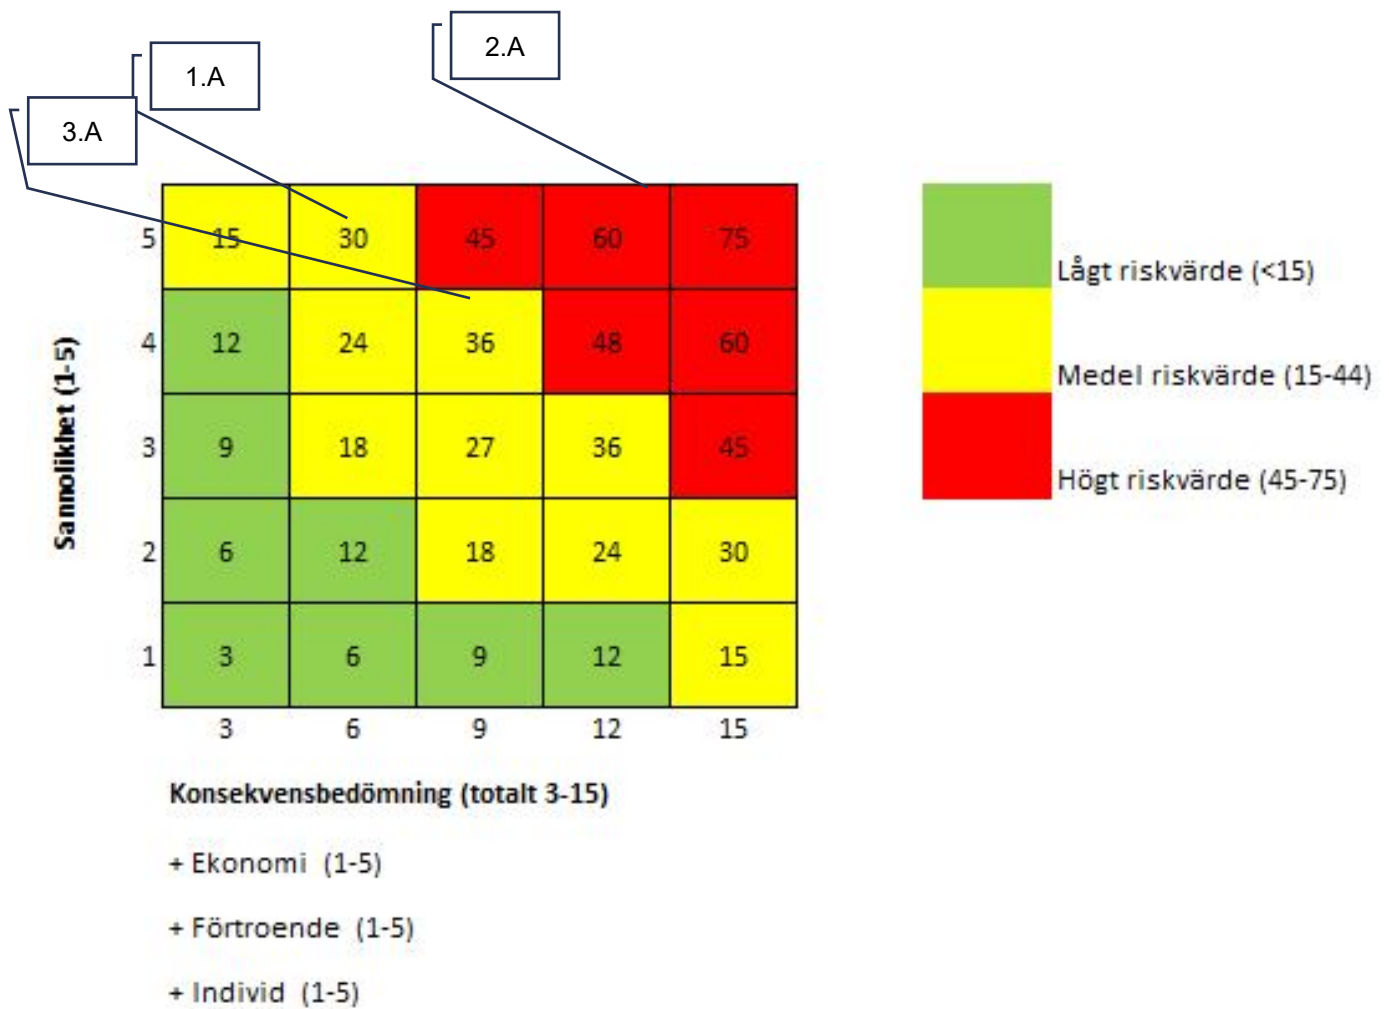 2.A
1.A
3.A
5 15 30 45 60 75
4 12 24 36 48 60
3 9 18 27 36 45
2 6 12 18 24 30
1 3 6 9 12 15
3 6 9 12 15
Sannolikhet (1-5)
Lågt riskvärde (<15)
Medel riskvärde (15-44)
Högt riskvärde (45-75)
Konsekvensbedömning (totalt 3-15)
+ Ekonomi (1-5)
+ Förtroende (1-5)
+ Individ (1-5)